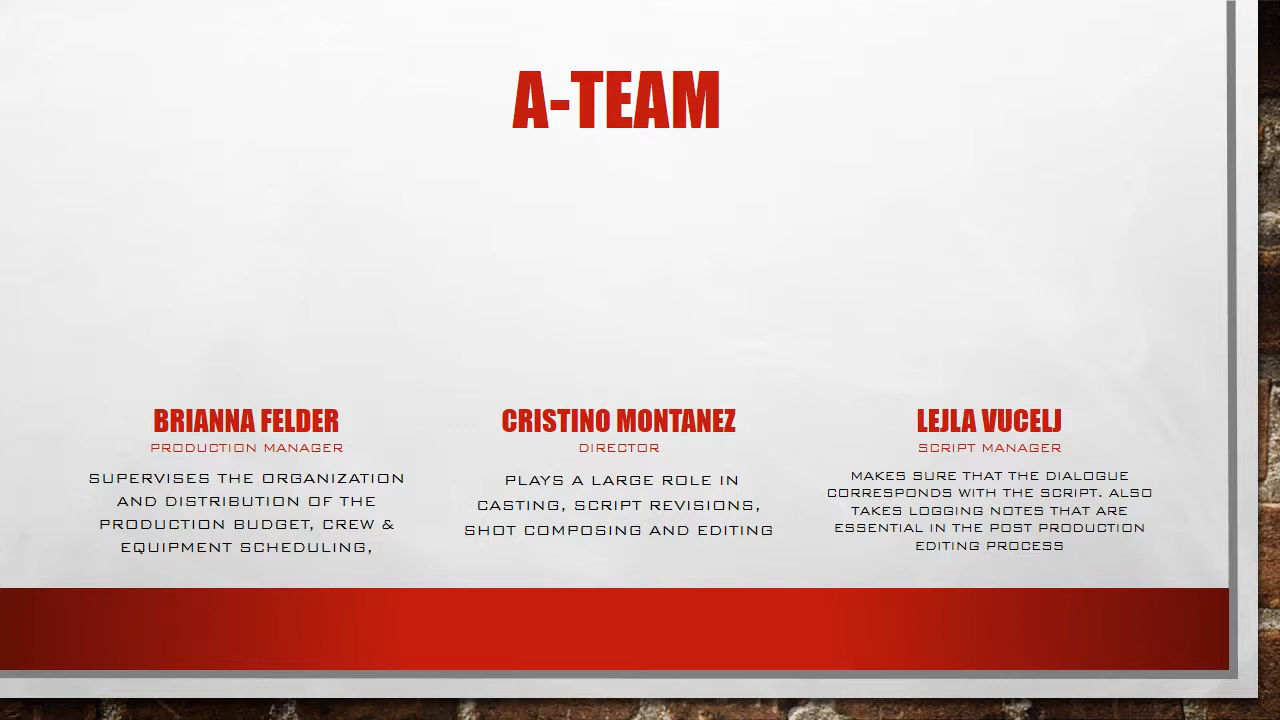 A-TEAM
BRIANNA FELDER
PRODUCTION MANAGER
SUPERVISES THE ORGANIZATION
AND DISTRIBUTION OF THE
PRODUCTION BUDGET, CREW &
EQUIPMENT SCHEDULING,
CRISTINO MONTANEZ
DIRECTOR
PLAYS A LARGE ROLE IN
CASTING, SCRIPT REVISIONS,
SHOT COMPOSING AND EDITING
LEJLA VUCELJ
SCRIPT MANAGER
MAKES SURE THAT THE DIALOGUE
CORRESPONDS WITH THE SCRIPT. ALSO
TAKES LOGGING NOTES THAT ARE
ESSENTIAL IN THE POST PRODUCTION
EDITING PROCESS